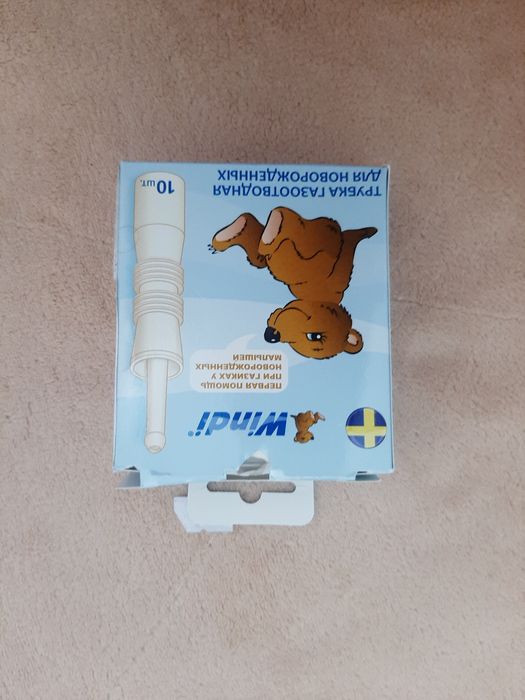 Windi®
ПЕРВАЯ ПОМОЩЬ
ПРИ ГАЗИКАХ У
НОВОРОЖДЕННЫХ
МАЛЫШЕЙ
ТРУБКА ГАЗООТВОДНАЯ
ДЛЯ НОВОРОЖДЕННЫХ
10 шт.